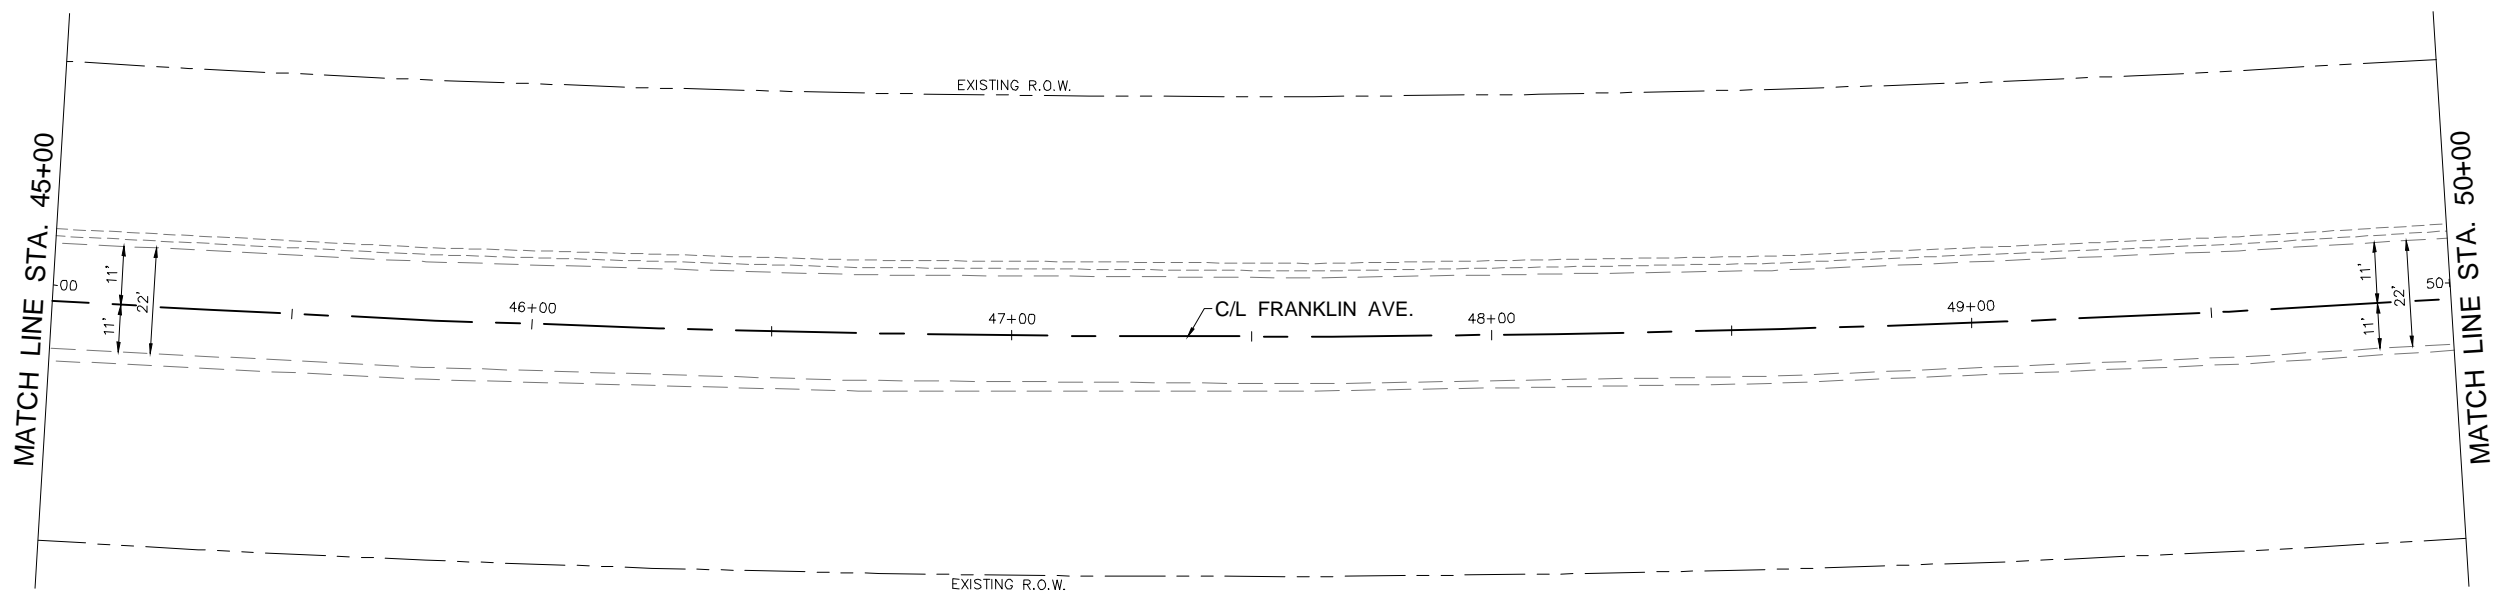 EXISTING R.O.W.
MATCH LINE STA. 45+00
00
11'
11'
22'
46+00
47+00
C/L FRANKLIN AVE.
48+00
49+00
50+
11'
11'
22'
MATCH LINE STA. 50+00
EXISTING R.O.W.